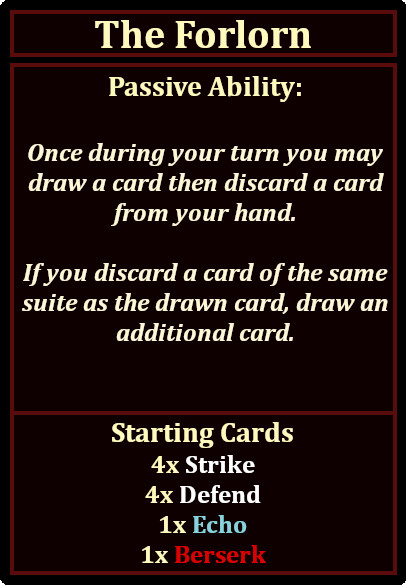 The Forlorn
Passive Ability:
Once during your turn you may
draw a card then discard a card
from your hand.
If you discard a card of the same
suite as the drawn card, draw an
additional card.
Starting Cards
4x Strike
4x Defend
1x Echo
1x Berserk